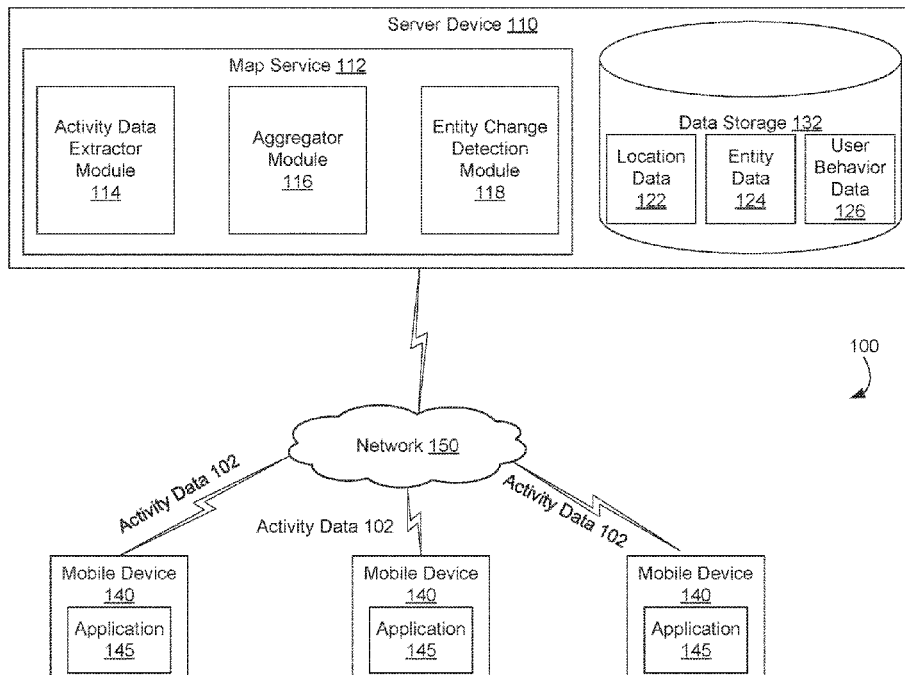 Server Device 110
Map Service 112
Activity Data
Extractor
Module
114
Aggregator
Module
116
Entity Change
Detection
Module
118
Data Storage 132
Location
Data
122
Entity
Data
124
User
Behavior
Data
126
100
Network 150
Activity Data 102
Activity Data 102
Activity Data 102
Mobile Device
140
Application
145
Mobile Device
140
Application
145
Mobile Device
140
Application
145